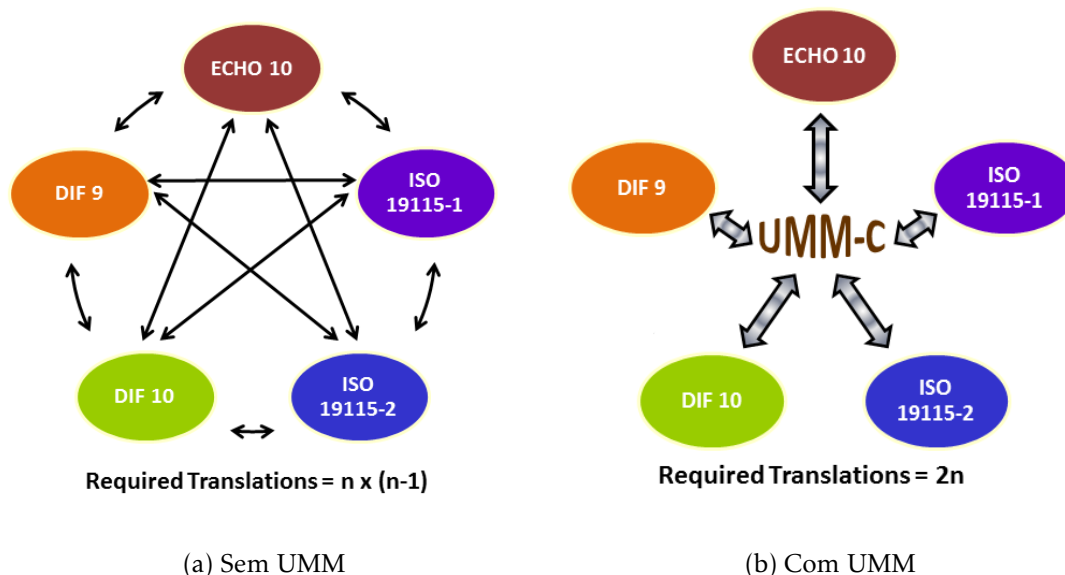 ECHO 10
DIF 9
ISO
19115-1
DIF 10
ISO
19115-2
Required Translations = n x (n-1)
(a) Sem UMM
ECHO 10
DIF 9
ISO
19115-1
UMM-C
DIF 10
ISO
19115-2
Required Translations = 2n
(b) Com UMM